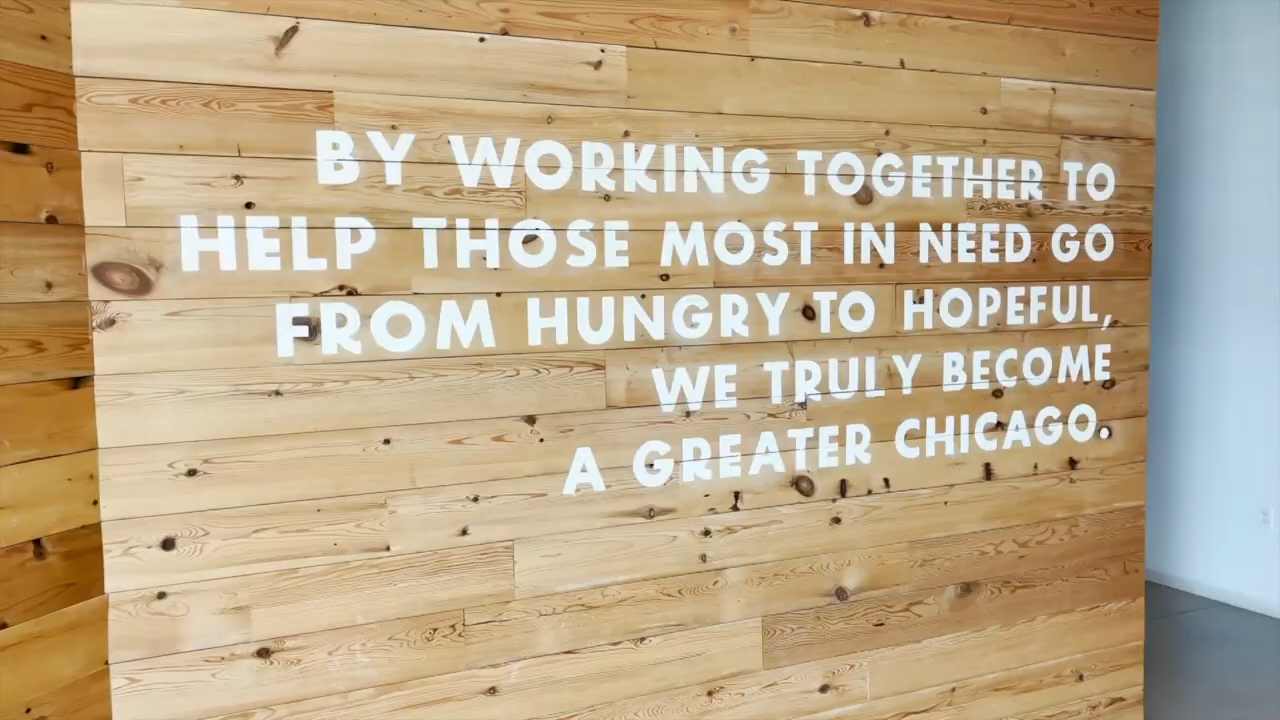 BY WORKING TOGETHER TO
HELP THOSE MOST IN NEED GO
FROM HUNGRY TO HOPEFUL,
WE TRULY BECOME
A GREATER CHICAGO.